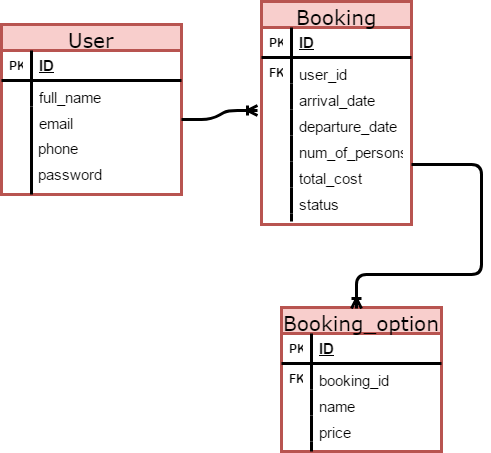 User
PK ID
full_name
email
phone
password
Booking
PK ID
FK user_id
arrival_date
departure_date
num_of_persons
total_cost
status
Booking_option
PK ID
FK booking_id
name
price